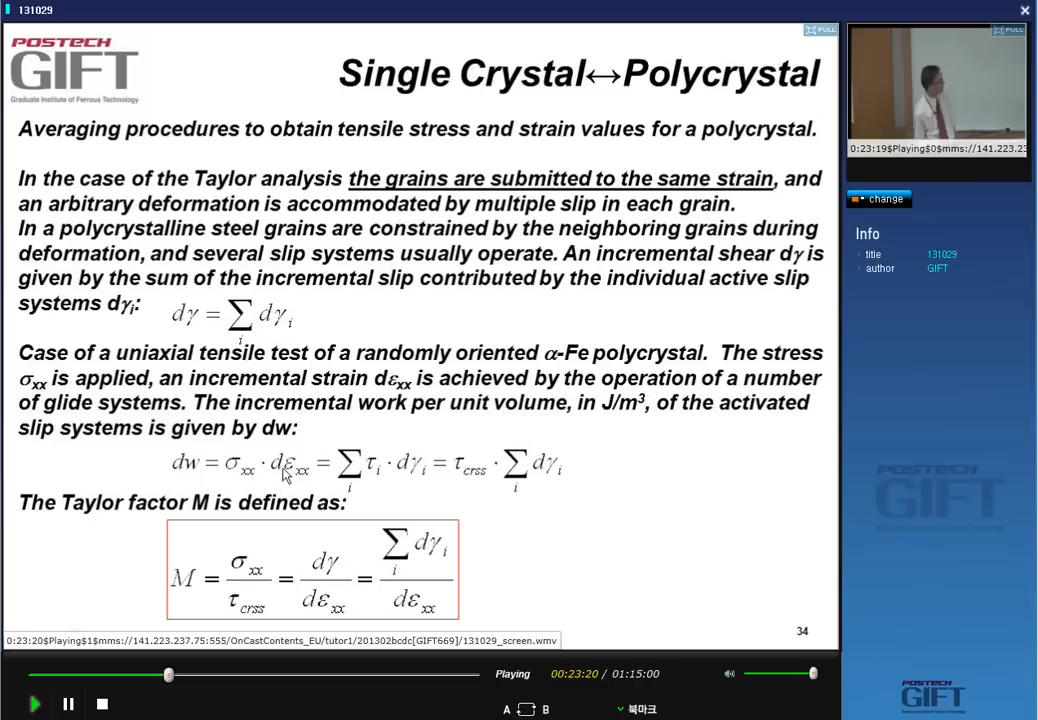 131029
POSTECH
GIFT
Graduate Institute of Ferrous Technology
FULL
Single Crystal↔Polycrystal
Averaging procedures to obtain tensile stress and strain values for a polycrystal.
In the case of the Taylor analysis the grains are submitted to the same strain, and
an arbitrary deformation is accommodated by multiple slip in each grain.
In a polycrystalline steel grains are constrained by the neighboring grains during
deformation, and several slip systems usually operate. An incremental shear dγ is
given by the sum of the incremental slip contributed by the individual active slip
systems dγi:
dγ = ∑i dγi
Case of a uniaxial tensile test of a randomly oriented α-Fe polycrystal. The stress
σxx is applied, an incremental strain dεxx is achieved by the operation of a number
of glide systems. The incremental work per unit volume, in J/m³, of the activated
slip systems is given by dw:
dw = σxx · dεxx = ∑i τi · dγi = τcrss · ∑i dγi
The Taylor factor M is defined as:
M = σxx / τcrss = dγ / dεxx = ∑i dγi / dεxx
34
0:23:20$Playing$1$mms://141.223.237.75:555/OnCastContents_EU/tutor1/201302bcdc[GIFT669]/131029_screen.wmv
Playing 00:23:20 / 01:15:00
A B 북마크
FULL
0:23:19$Playing$0$mms://141.223.23
change
Info
title 131029
author GIFT
POSTECH
GIFT
POSTECH
GIFT